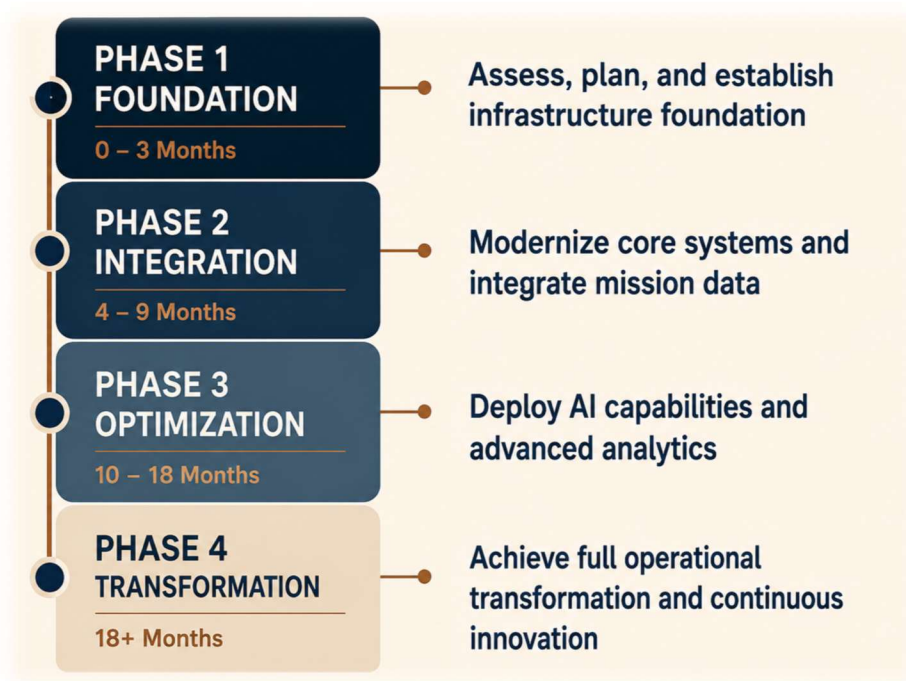 PHASE 1
FOUNDATION
0 – 3 Months
Assess, plan, and establish
infrastructure foundation
PHASE 2
INTEGRATION
4 – 9 Months
Modernize core systems and
integrate mission data
PHASE 3
OPTIMIZATION
10 – 18 Months
Deploy AI capabilities and
advanced analytics
PHASE 4
TRANSFORMATION
18+ Months
Achieve full operational
transformation and continuous
innovation